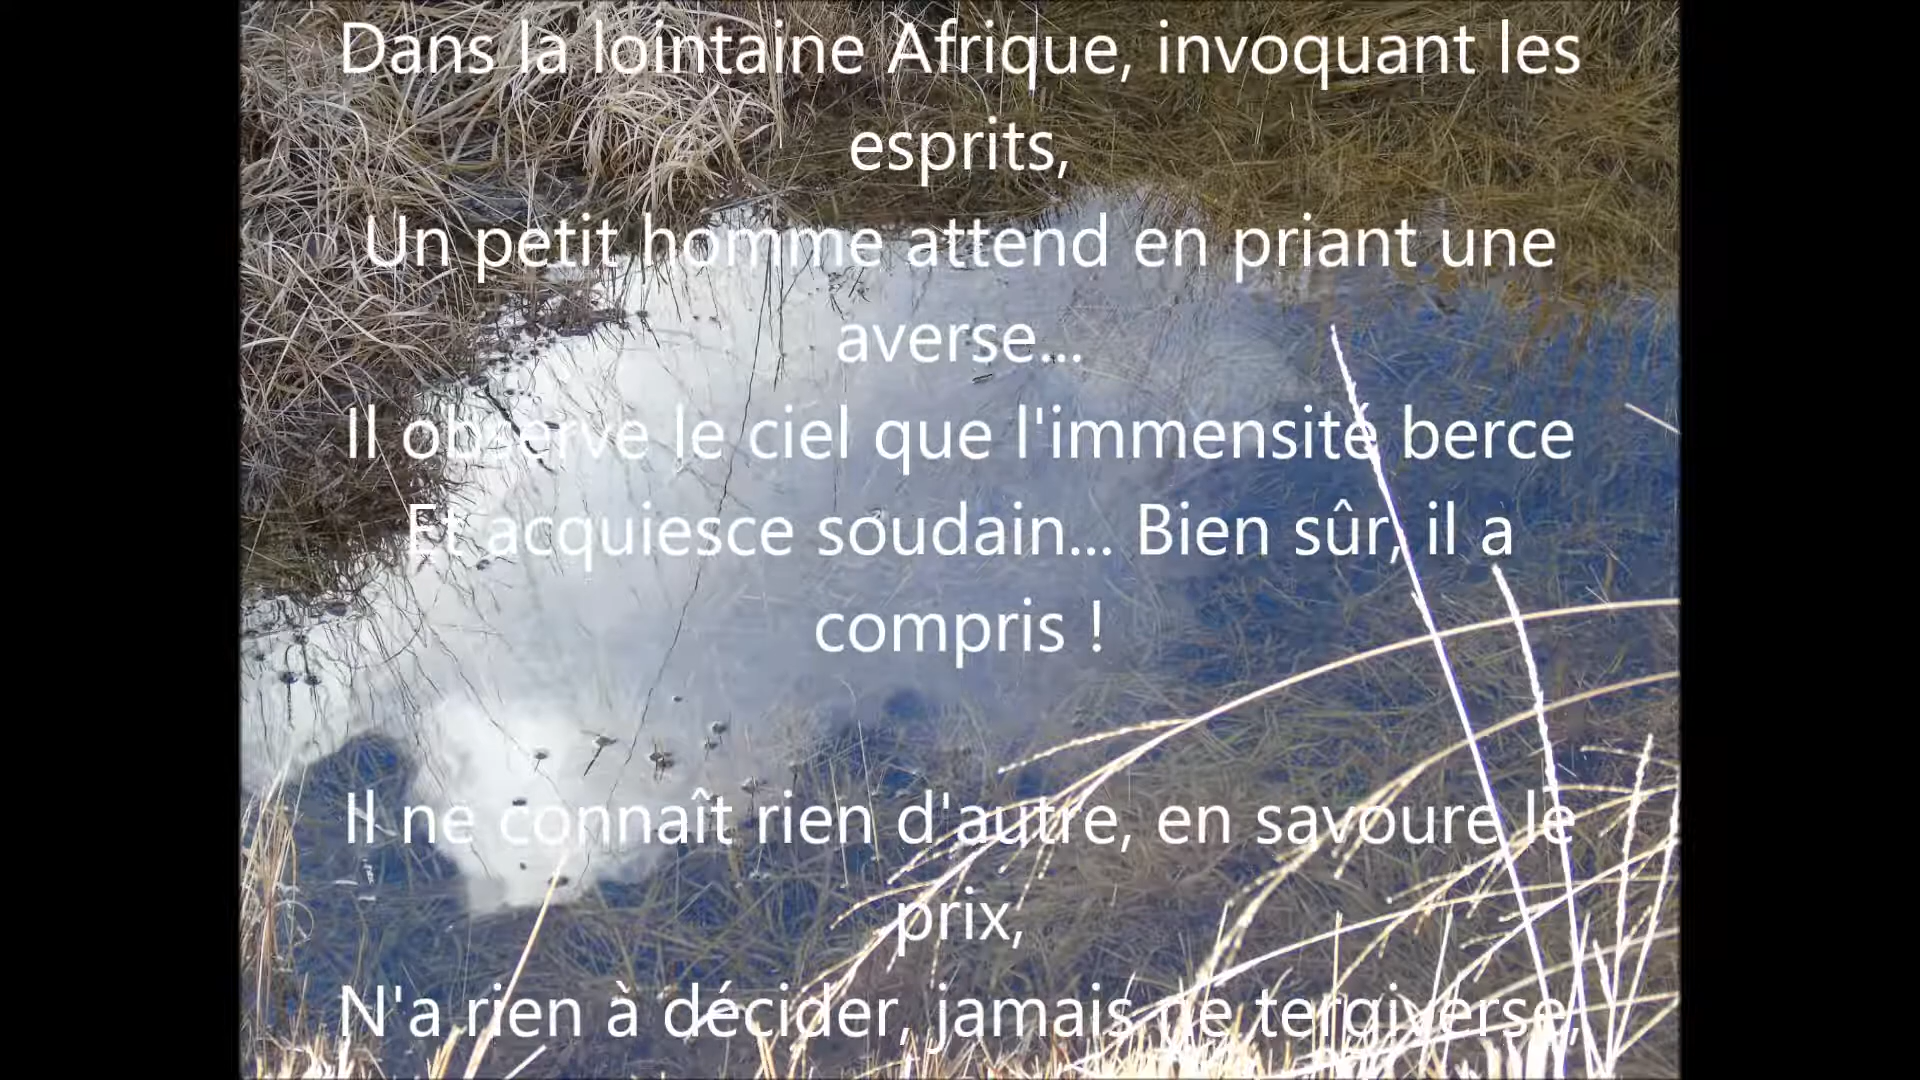 Dans la lointaine Afrique, invoquant les
esprits,
Un petit homme attend en priant une
averse...
Il observe le ciel que l'immensité berce
Et acquiesce soudain... Bien sûr, il a
compris !
Il ne connaît rien d'autre, en savoure le
prix,
N'a rien à décider, jamais ne tergiverse,